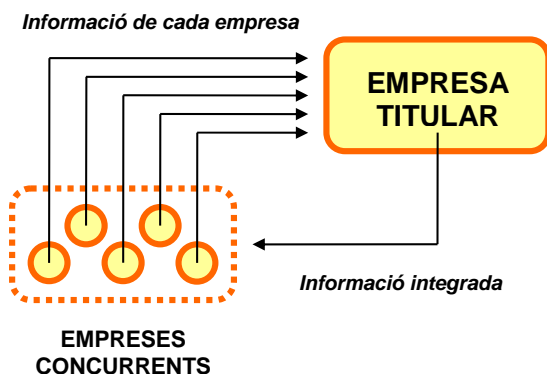 Informació de cada empresa
EMPRESA
TITULAR
Informació integrada
EMPRESES
CONCURRENTS